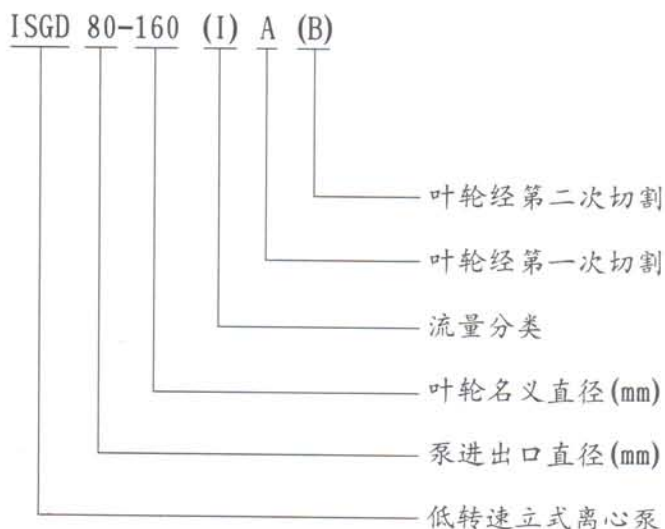 ISGD 80-160 (I) A (B)
叶轮经第二次切割
叶轮经第一次切割
流量分类
叶轮名义直径(mm)
泵进出口直径(mm)
低转速立式离心泵